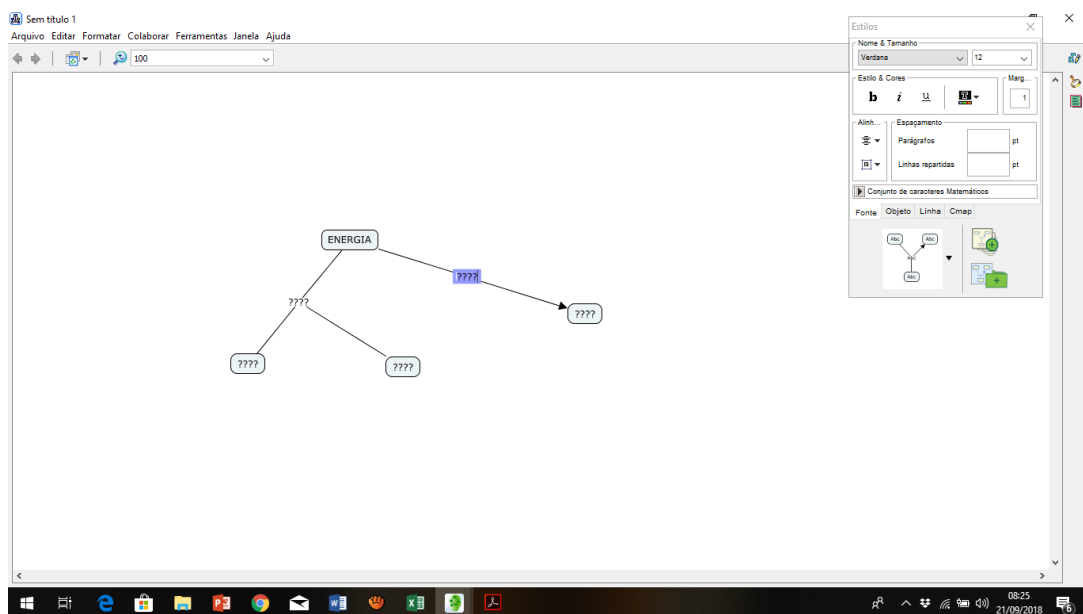 Sem título 1
Arquivo Editar Formatar Colaborar Ferramentas Janela Ajuda
100
Estilos
Nome & Tamanho
Verdana 12
Estilo & Cores Marg...
b i u 1
Alinh... Espaçamento
Parágrafos pt
Linhas repartidas pt
Conjunto de caracteres Matemáticos
Fonte Objeto Linha Cmap
Abc Abc
Abc
Abc
ENERGIA
????
????
????
????
????
08:25
21/09/2018
6